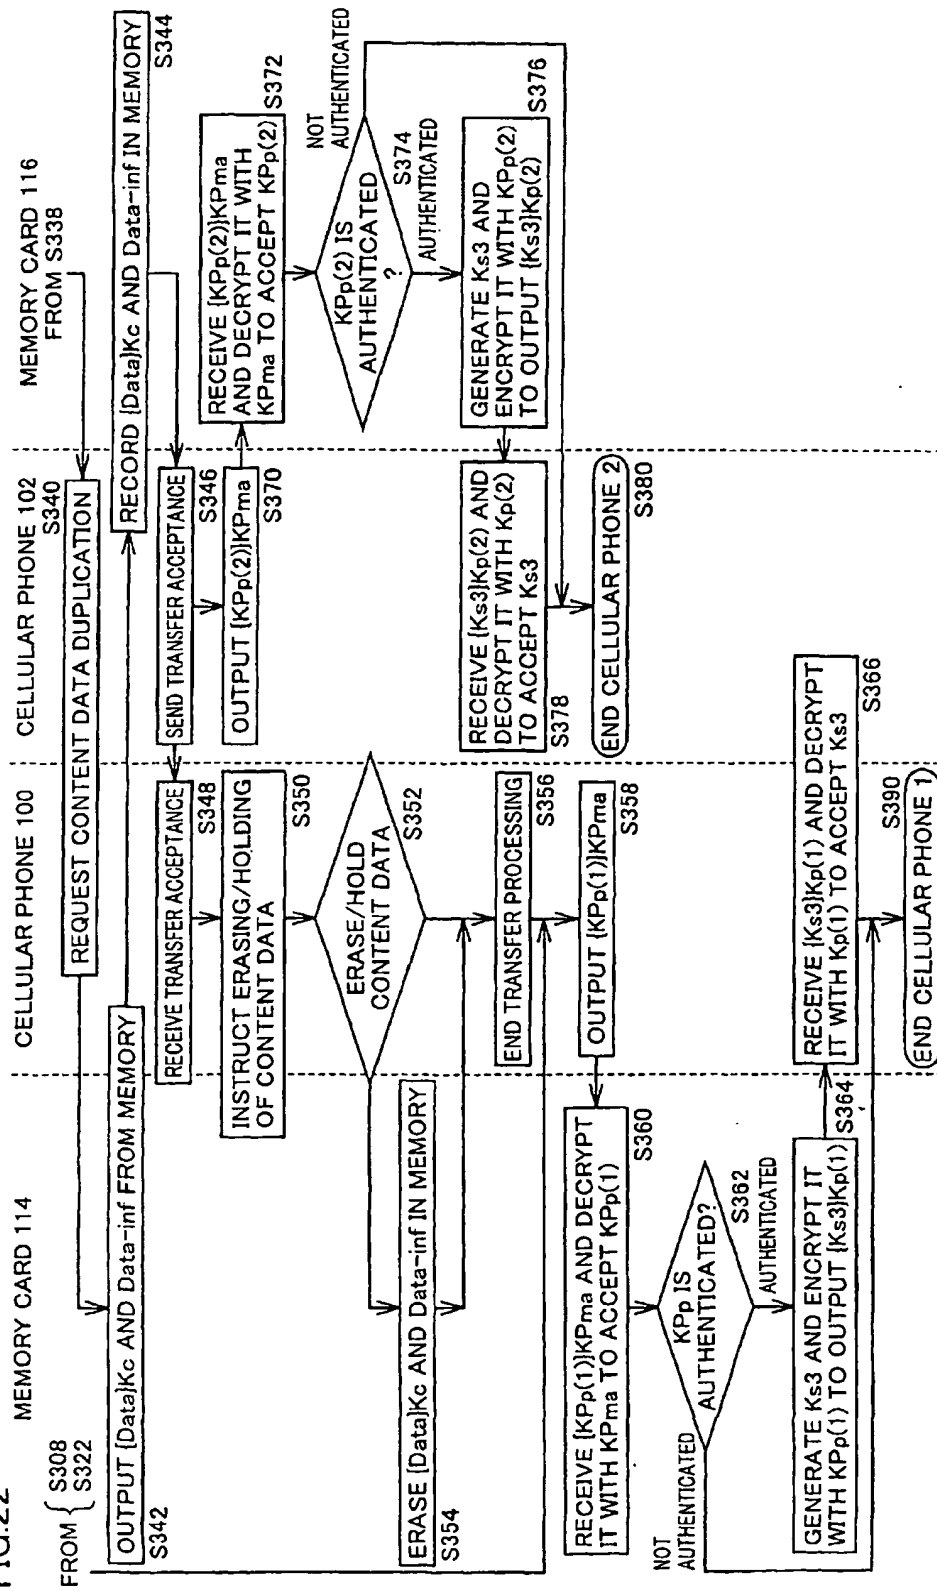 FIG.22
MEMORY CARD 114
CELLULAR PHONE 100
CELLULAR PHONE 102
MEMORY CARD 116
FROM S338
FROM { S308
S322
REQUEST CONTENT DATA DUPLICATION
S340
OUTPUT {Data}Kc AND Data-inf FROM MEMORY
S342
RECORD {Data}Kc AND Data-inf IN MEMORY
S344
SEND TRANSFER ACCEPTANCE
S346
RECEIVE TRANSFER ACCEPTANCE
S348
INSTRUCT ERASING/HOLDING
OF CONTENT DATA
S350
ERASE/HOLD
CONTENT DATA
S352
ERASE {Data}Kc AND Data-inf IN MEMORY
S354
END TRANSFER PROCESSING
S356
OUTPUT {KPp(1)}KPma
S358
RECEIVE {KPp(1)}KPma AND DECRYPT
IT WITH KPma TO ACCEPT KPp(1)
S360
KPp IS
AUTHENTICATED?
S362
NOT
AUTHENTICATED
AUTHENTICATED
GENERATE Ks3 AND ENCRYPT IT
WITH KPp(1) TO OUTPUT {Ks3}Kp(1)
S364
RECEIVE {Ks3}Kp(1) AND DECRYPT
IT WITH Kp(1) TO ACCEPT Ks3
S366
S390
END CELLULAR PHONE 1
OUTPUT {KPp(2)}KPma
S370
RECEIVE {KPp(2)}KPma
AND DECRYPT IT WITH
KPma TO ACCEPT KPp(2)
S372
KPp(2) IS
AUTHENTICATED
?
S374
NOT
AUTHENTICATED
AUTHENTICATED
GENERATE Ks3 AND
ENCRYPT IT WITH KPp(2)
TO OUTPUT {Ks3}Kp(2)
S376
RECEIVE {Ks3}Kp(2) AND
DECRYPT IT WITH Kp(2)
TO ACCEPT Ks3
S378
END CELLULAR PHONE 2
S380